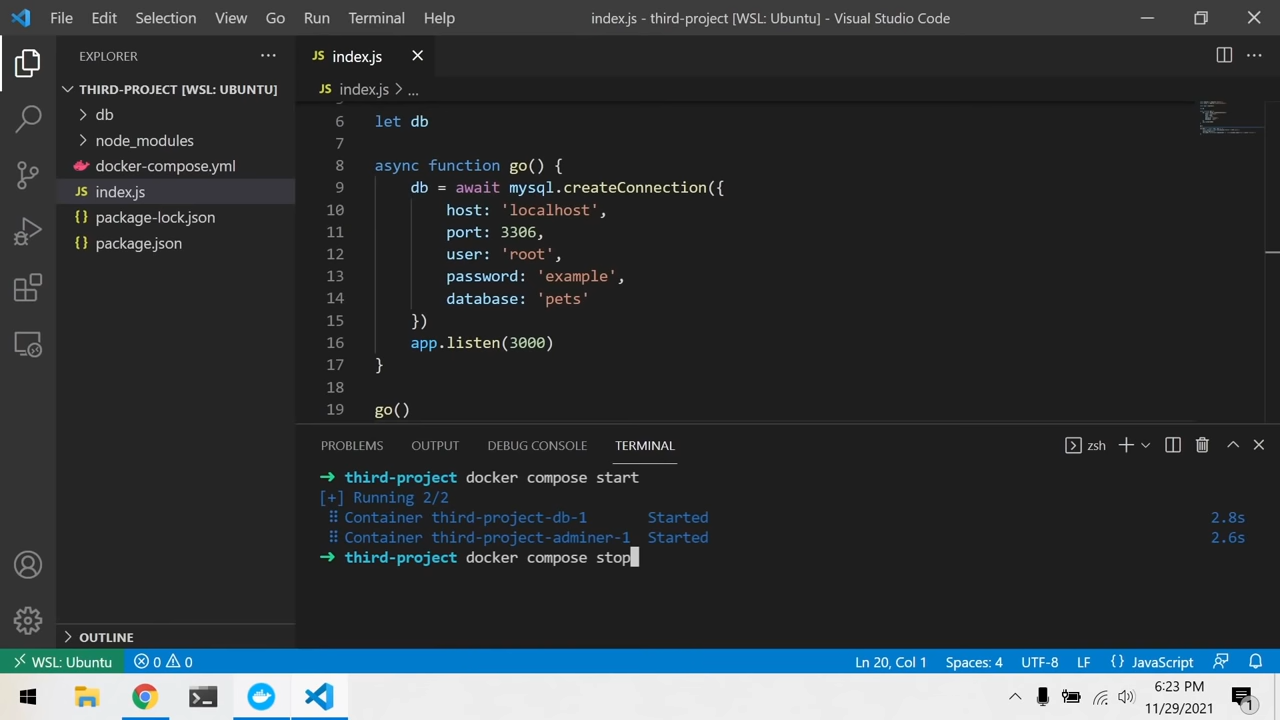 File Edit Selection View Go Run Terminal Help
index.js - third-project [WSL: Ubuntu] - Visual Studio Code
EXPLORER
THIRD-PROJECT [WSL: UBUNTU]
db
node_modules
docker-compose.yml
JS index.js
{} package-lock.json
{} package.json
OUTLINE
JS index.js
JS index.js > ...
6 let db
7
8 async function go() {
9 db = await mysql.createConnection({
10 host: 'localhost',
11 port: 3306,
12 user: 'root',
13 password: 'example',
14 database: 'pets'
15 })
16 app.listen(3000)
17 }
18
19 go()
PROBLEMS OUTPUT DEBUG CONSOLE TERMINAL
zsh
→ third-project docker compose start
[+] Running 2/2
⠿ Container third-project-db-1 Started 2.8s
⠿ Container third-project-adminer-1 Started 2.6s
→ third-project docker compose stop
WSL: Ubuntu 0 0 Ln 20, Col 1 Spaces: 4 UTF-8 LF {} JavaScript
6:23 PM
11/29/2021
1